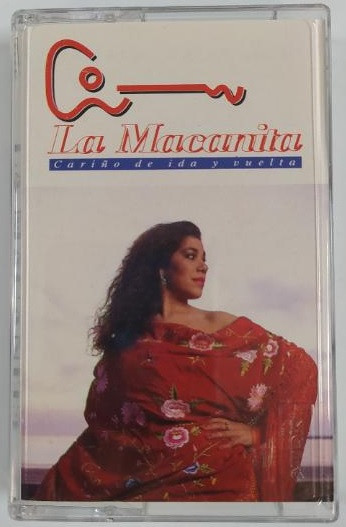 La Macanita
Cariño de ida y vuelta